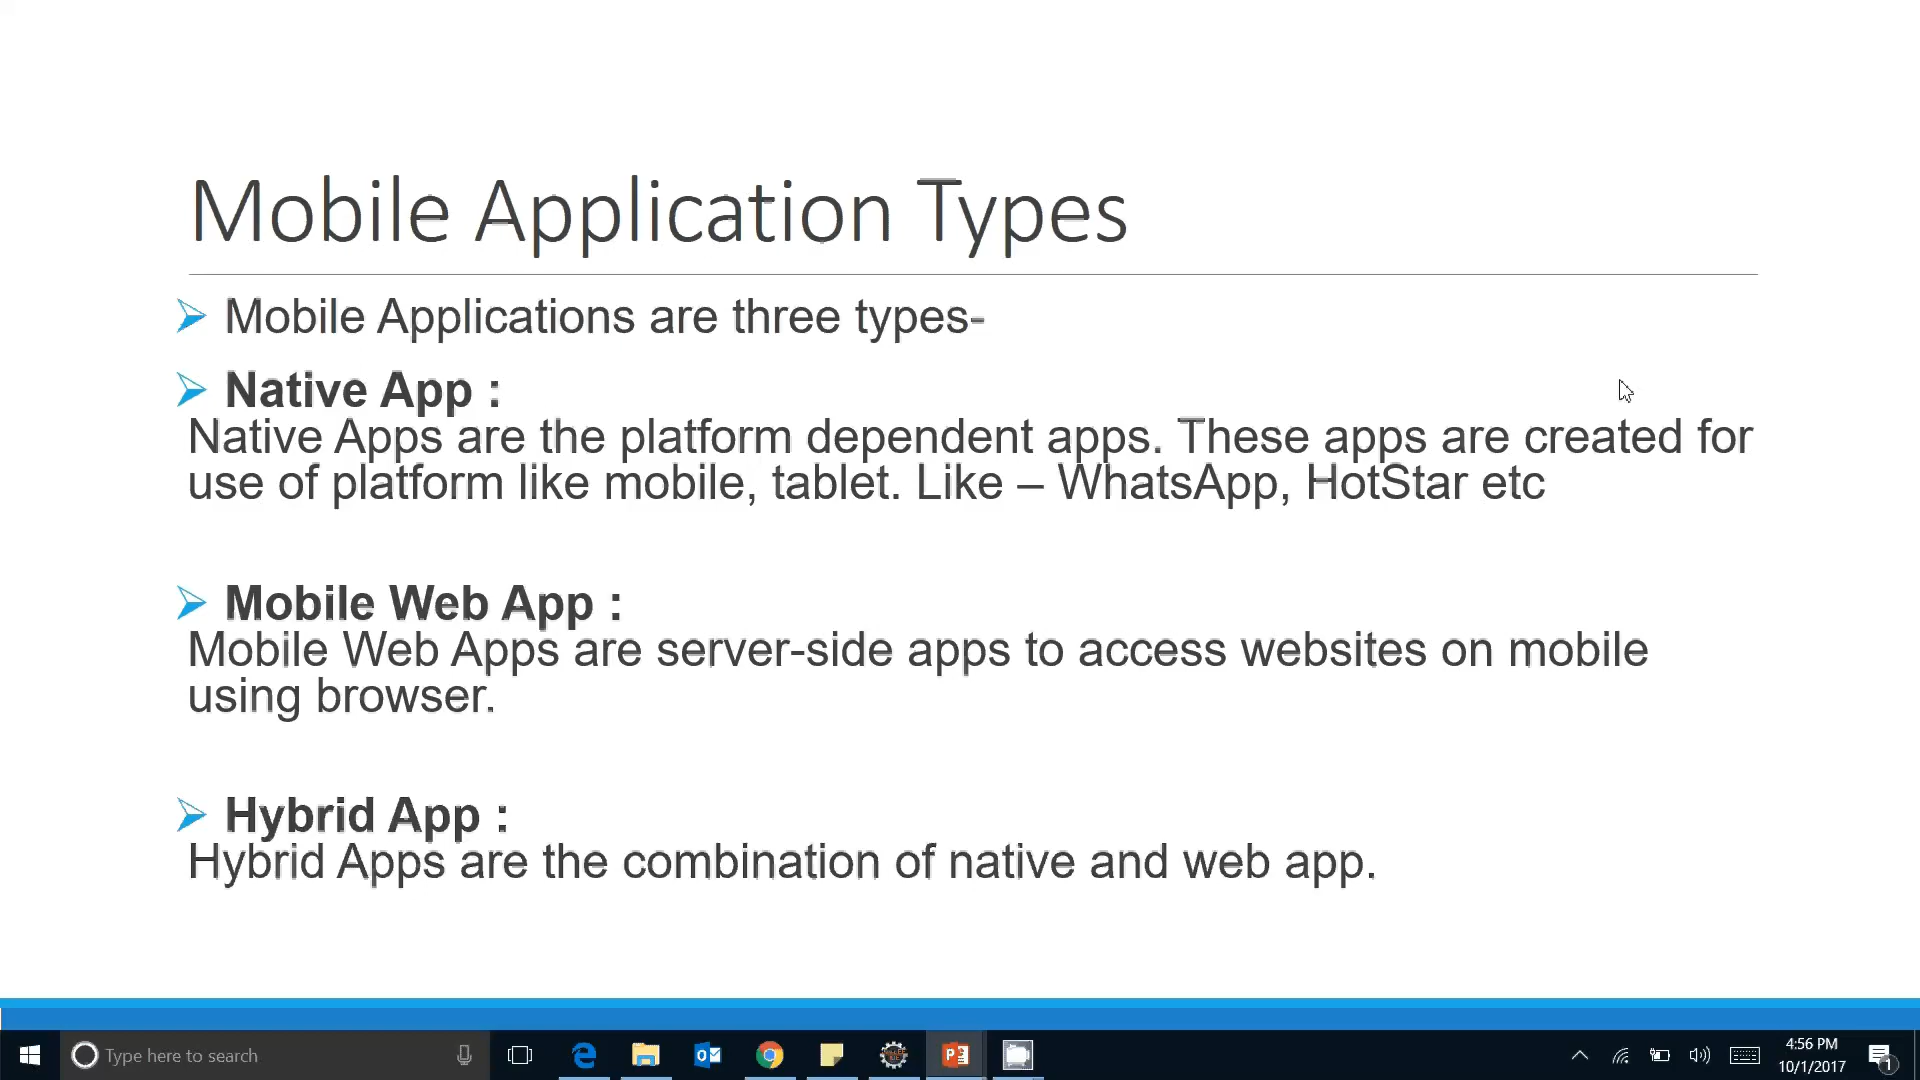 Mobile Application Types
Mobile Applications are three types-
Native App :
Native Apps are the platform dependent apps. These apps are created for
use of platform like mobile, tablet. Like – WhatsApp, HotStar etc
Mobile Web App :
Mobile Web Apps are server-side apps to access websites on mobile
using browser.
Hybrid App :
Hybrid Apps are the combination of native and web app.
Type here to search
4:56 PM
10/1/2017
1